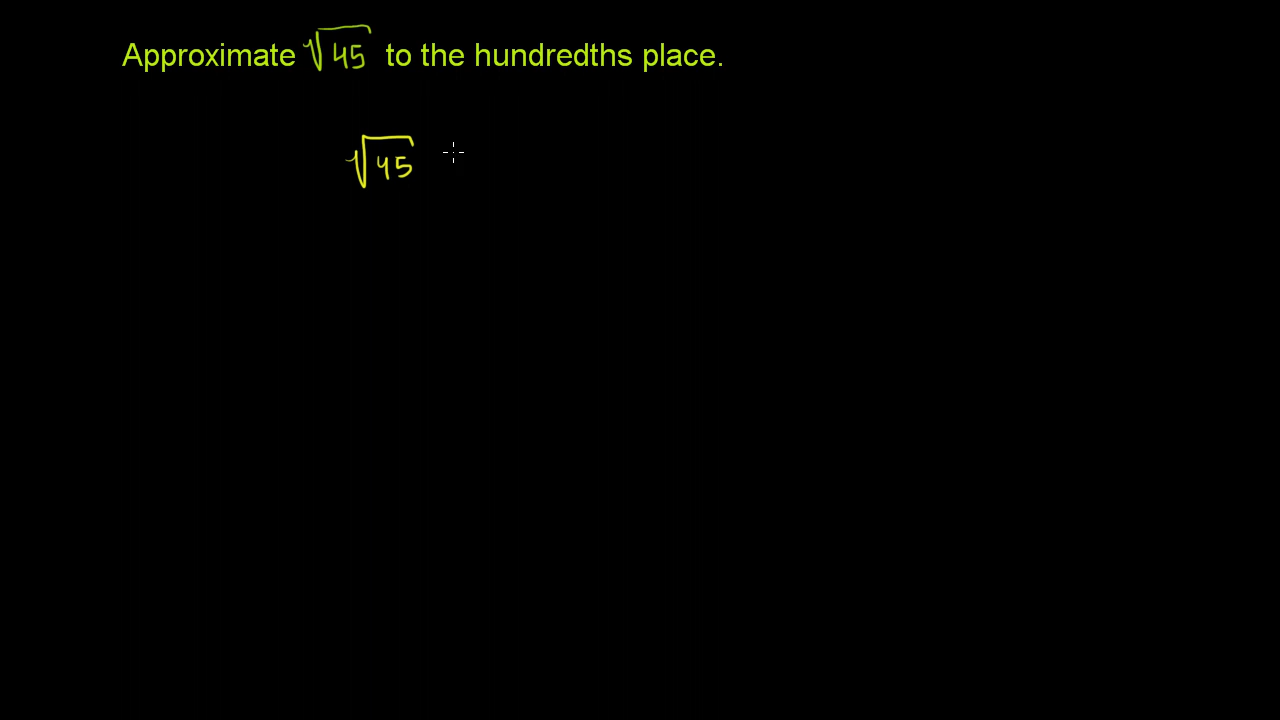 Approximate √45 to the hundredths place.
√45